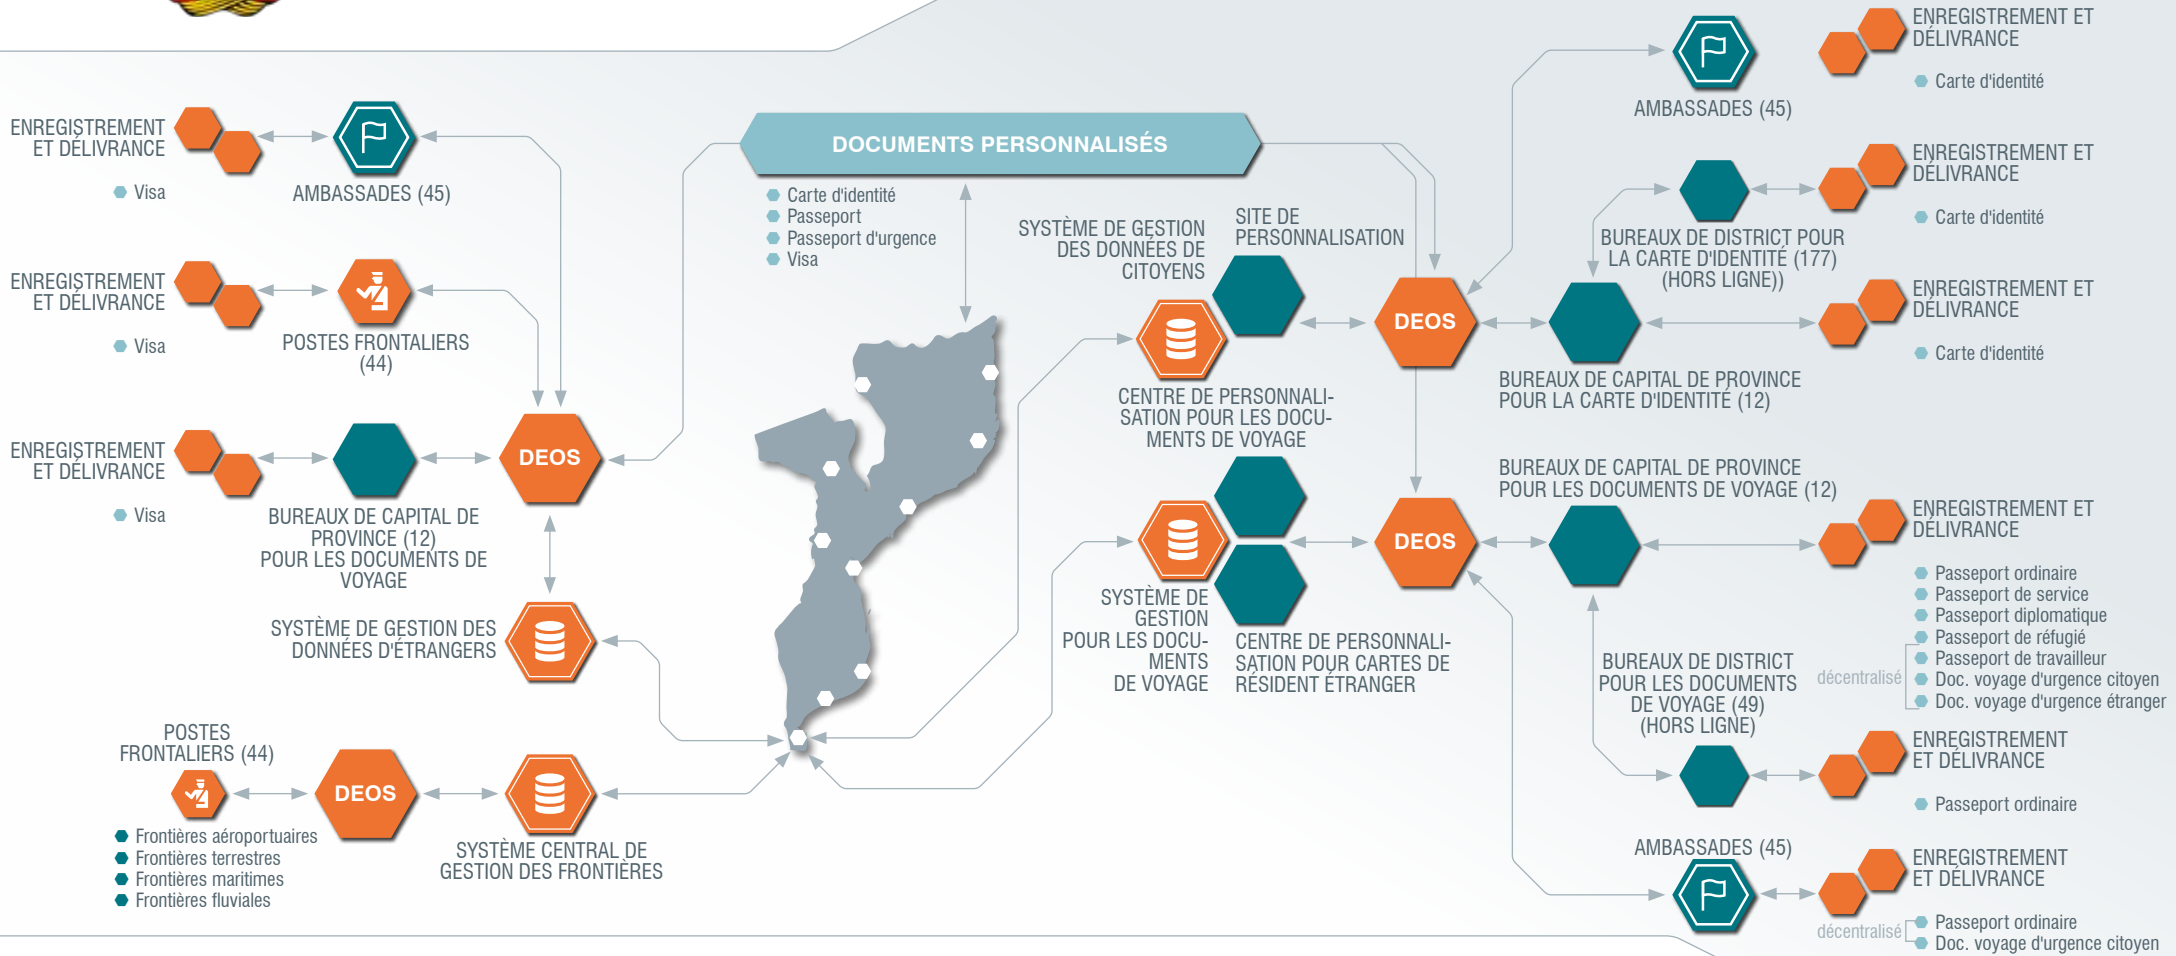 ENREGISTREMENT
ET DÉLIVRANCE
Visa
AMBASSADES (45)
ENREGISTREMENT
ET DÉLIVRANCE
Visa
POSTES FRONTALIERS
(44)
ENREGISTREMENT
ET DÉLIVRANCE
Visa
BUREAUX DE CAPITAL DE
PROVINCE (12)
POUR LES DOCUMENTS DE
VOYAGE
DEOS
SYSTÈME DE GESTION DES
DONNÉES D'ÉTRANGERS
POSTES
FRONTALIERS (44)
Frontières aéroportuaires
Frontières terrestres
Frontières maritimes
Frontières fluviales
DEOS
SYSTÈME CENTRAL DE
GESTION DES FRONTIÈRES
DOCUMENTS PERSONNALISÉS
Carte d'identité
Passeport
Passeport d'urgence
Visa
SYSTÈME DE GESTION
DES DONNÉES DE
CITOYENS
SITE DE
PERSONNALISATION
CENTRE DE PERSONNALI-
SATION POUR LES DOCU-
MENTS DE VOYAGE
DEOS
SYSTÈME DE
GESTION
POUR LES DOCU-
MENTS
DE VOYAGE
CENTRE DE PERSONNALI-
SATION POUR CARTES DE
RÉSIDENT ÉTRANGER
DEOS
AMBASSADES (45)
ENREGISTREMENT ET
DÉLIVRANCE
Carte d'identité
BUREAUX DE DISTRICT POUR
LA CARTE D'IDENTITÉ (177)
(HORS LIGNE))
ENREGISTREMENT ET
DÉLIVRANCE
Carte d'identité
BUREAUX DE CAPITAL DE PROVINCE
POUR LA CARTE D'IDENTITÉ (12)
ENREGISTREMENT ET
DÉLIVRANCE
Carte d'identité
BUREAUX DE CAPITAL DE PROVINCE
POUR LES DOCUMENTS DE VOYAGE (12)
ENREGISTREMENT ET
DÉLIVRANCE
Passeport ordinaire
Passeport de service
Passeport diplomatique
Passeport de réfugié
Passeport de travailleur
décentralisé
Doc. voyage d'urgence citoyen
Doc. voyage d'urgence étranger
BUREAUX DE DISTRICT
POUR LES DOCUMENTS
DE VOYAGE (49)
(HORS LIGNE)
ENREGISTREMENT
ET DÉLIVRANCE
Passeport ordinaire
AMBASSADES (45)
ENREGISTREMENT
ET DÉLIVRANCE
Passeport ordinaire
décentralisé
Doc. voyage d'urgence citoyen